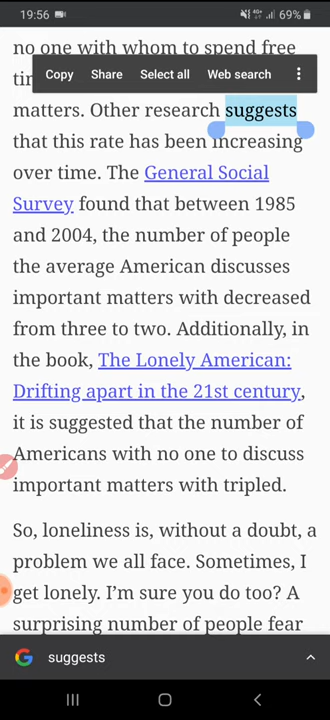 19:56
4G+
69%
no one with whom to spend free
Copy
Share
Select all
Web search
matters. Other research suggests
that this rate has been increasing
over time. The General Social
Survey found that between 1985
and 2004, the number of people
the average American discusses
important matters with decreased
from three to two. Additionally, in
the book, The Lonely American:
Drifting apart in the 21st century,
it is suggested that the number of
Americans with no one to discuss
important matters with tripled.
So, loneliness is, without a doubt, a
problem we all face. Sometimes, I
get lonely. I’m sure you do too? A
surprising number of people fear
suggests